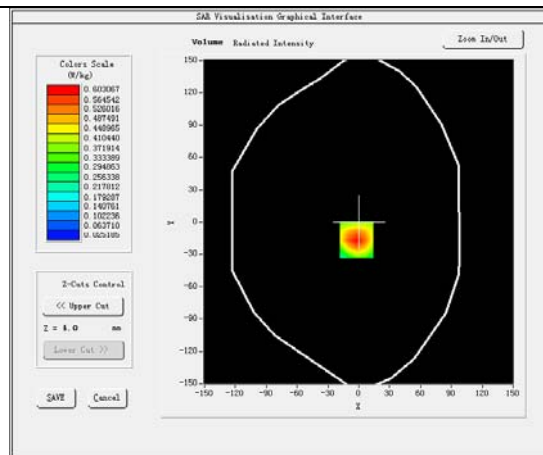 SAR Visualisation Graphical Interface
Volume Radiated Intensity
Zoom In/Out
Colors Scale
(W/kg)
0.603067
0.564542
0.526016
0.487491
0.448965
0.410440
0.371914
0.333389
0.294863
0.256338
0.217812
0.179287
0.140761
0.102236
0.063710
0.025185
150
120
90
60
30
0
-30
-60
-90
-120
-150
Y
-150 -120 -90 -60 -30 0 30 60 90 120 150
X
Z-Cuts Control
<< Upper Cut
Z = 4.0 mm
Lower Cut >>
SAVE Cancel